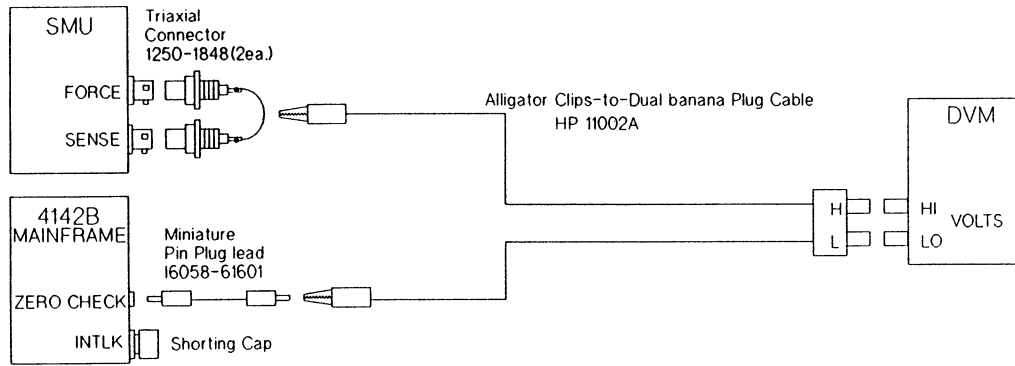 SMU
Triaxial
Connector
1250-1848(2ea.)
FORCE
SENSE
Alligator Clips-to-Dual banana Plug Cable
HP 11002A
DVM
H
L
HI
LO
VOLTS
4142B
MAINFRAME
Miniature
Pin Plug lead
16058-61601
ZERO CHECK
INTLK
Shorting Cap